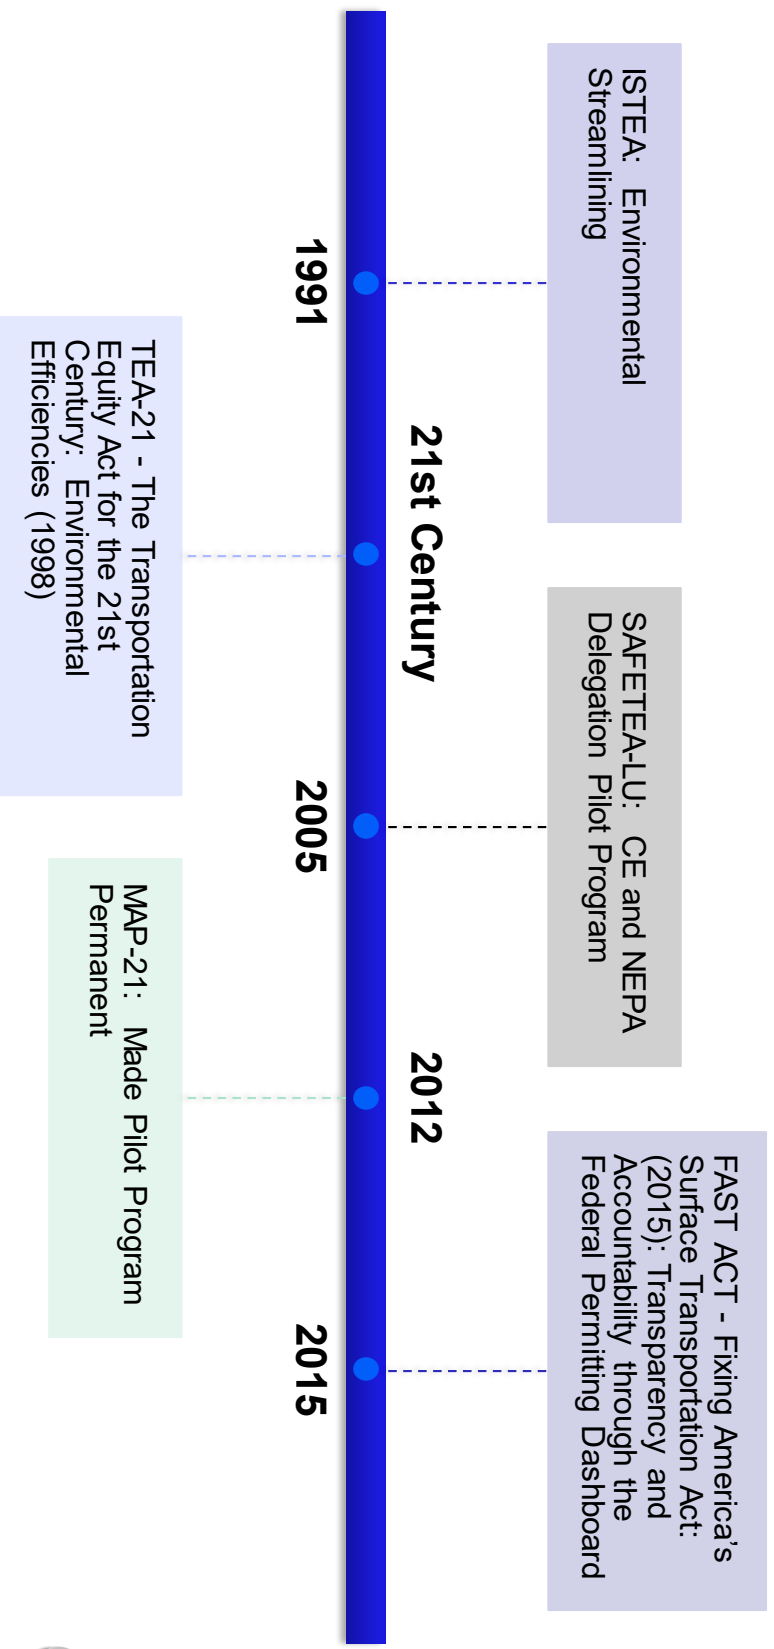 ISTEA: Environmental
Streamlining
1991
TEA-21 - The Transportation
Equity Act for the 21st
Century: Environmental
Efficiencies (1998)
21st Century
SAFETEA-LU: CE and NEPA
Delegation Pilot Program
2005
MAP-21: Made Pilot Program
Permanent
2012
FAST ACT - Fixing America’s
Surface Transportation Act:
(2015): Transparency and
Accountability through the
Federal Permitting Dashboard
2015